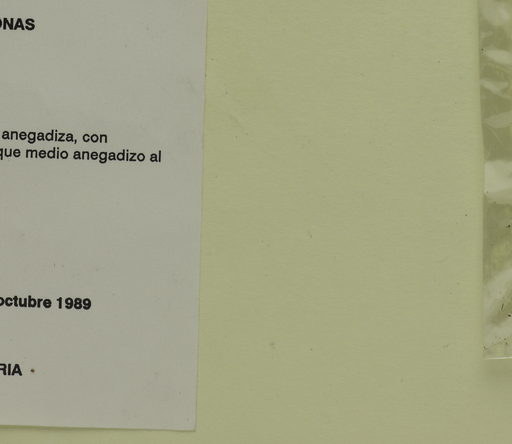 ONAS
anegadiza, con
que medio anegadizo al
octubre 1989
RIA